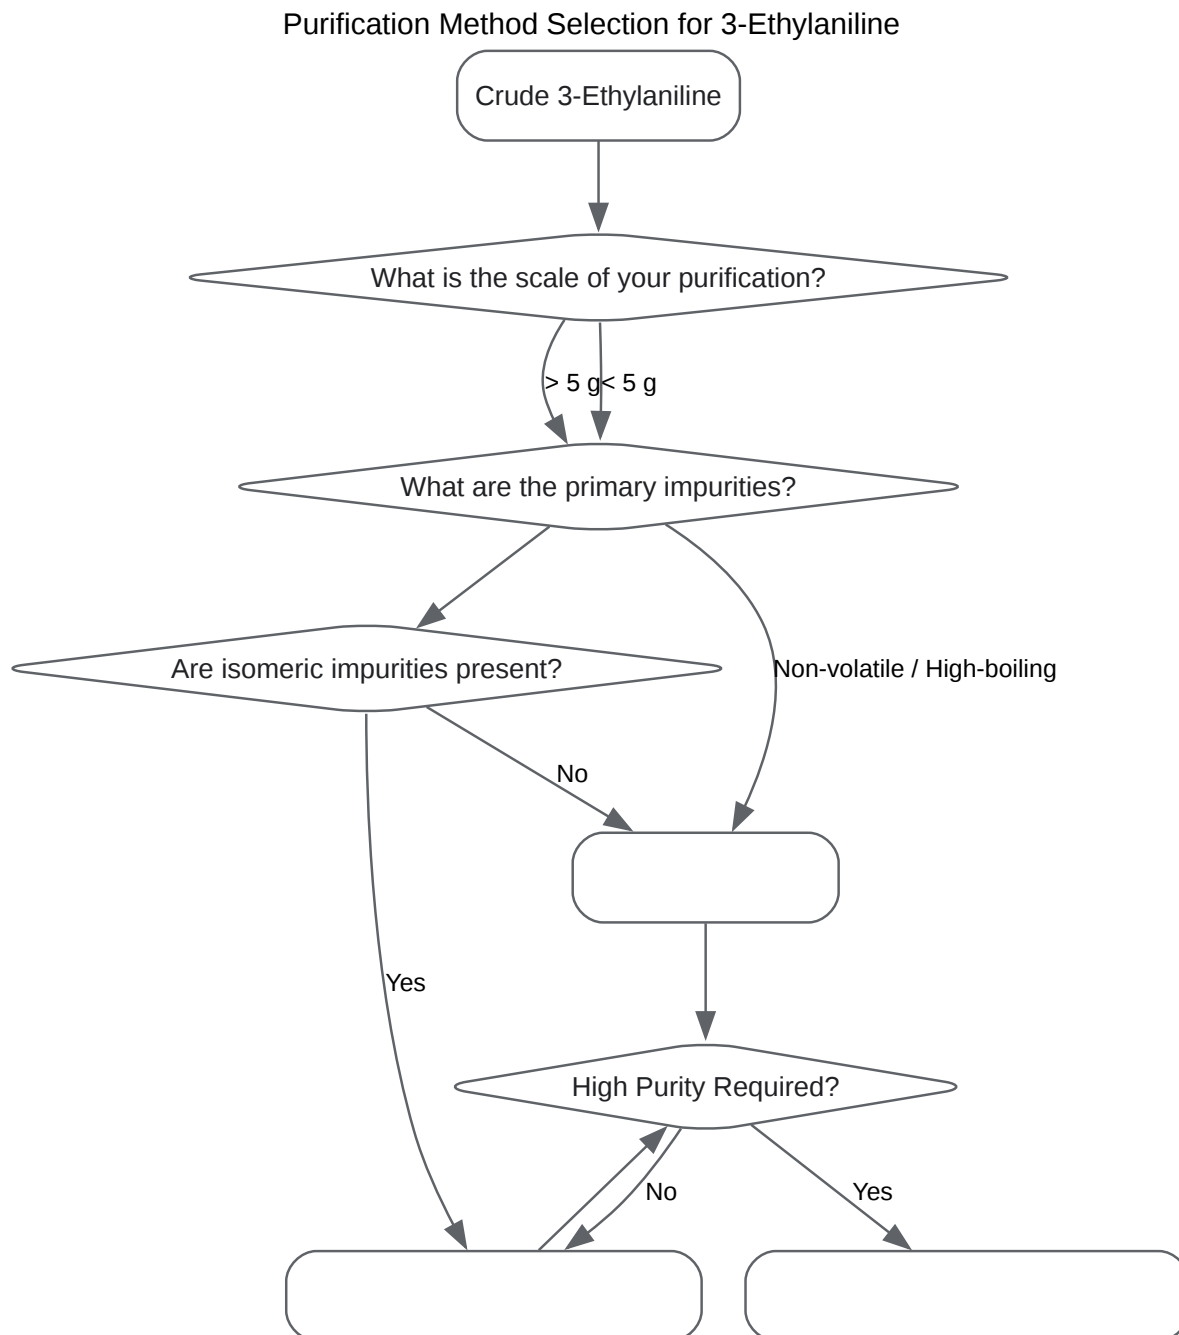 Purification Method Selection for 3-Ethylaniline
Crude 3-Ethylaniline
What is the scale of your purification?
> 5 g
< 5 g
What are the primary impurities?
Are isomeric impurities present?
Non-volatile / High-boiling
No
Yes
High Purity Required?
No
Yes